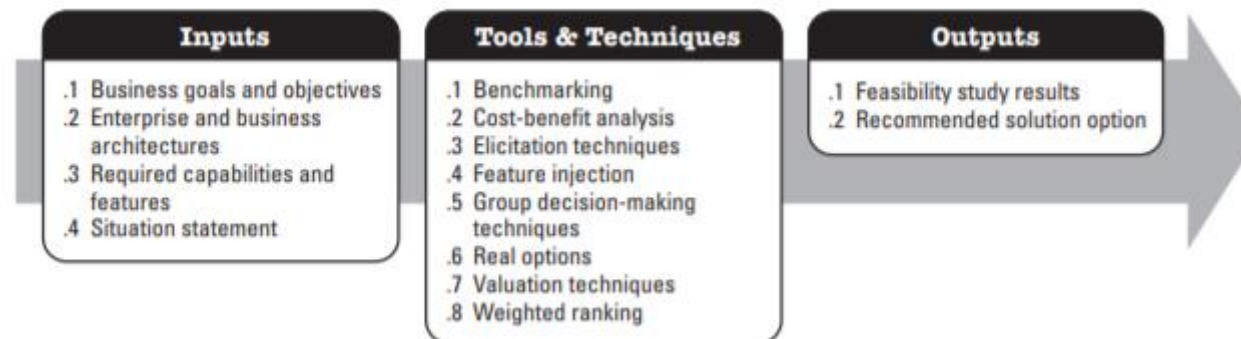 Inputs
.1 Business goals and objectives
.2 Enterprise and business
architectures
.3 Required capabilities and
features
.4 Situation statement
Tools & Techniques
.1 Benchmarking
.2 Cost-benefit analysis
.3 Elicitation techniques
.4 Feature injection
.5 Group decision-making
techniques
.6 Real options
.7 Valuation techniques
.8 Weighted ranking
Outputs
.1 Feasibility study results
.2 Recommended solution option